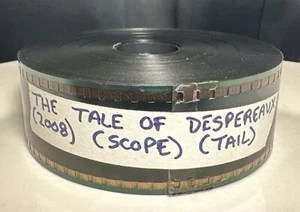 THE TALE OF DESPEREAUX
(2008) (SCOPE) (TAIL)